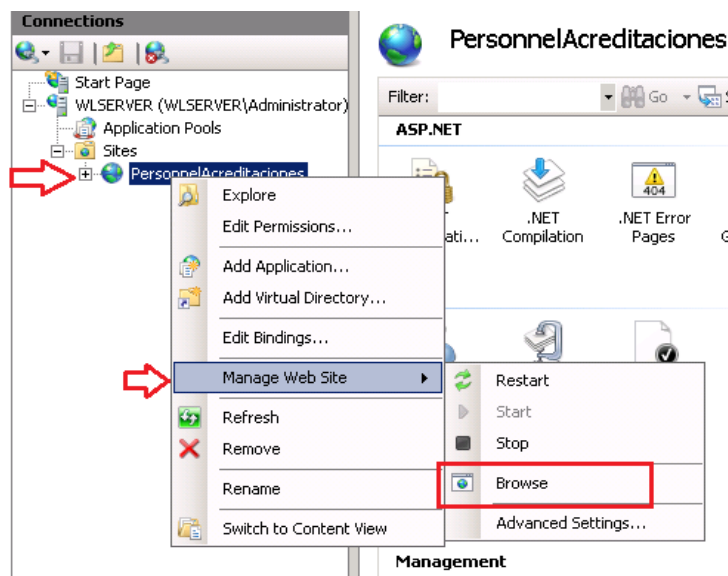 Connections
Start Page
WLSERVER (WLSERVER\Administrator)
Application Pools
Sites
PersonnelAcreditaciones
Explore
Edit Permissions...
Add Application...
Add Virtual Directory...
Edit Bindings...
Manage Web Site
Refresh
Remove
Rename
Switch to Content View
Restart
Start
Stop
Browse
Advanced Settings...
PersonnelAcreditaciones
Filter:
Go
ASP.NET
.NET
Compilation
.NET Error
Pages
404
Management